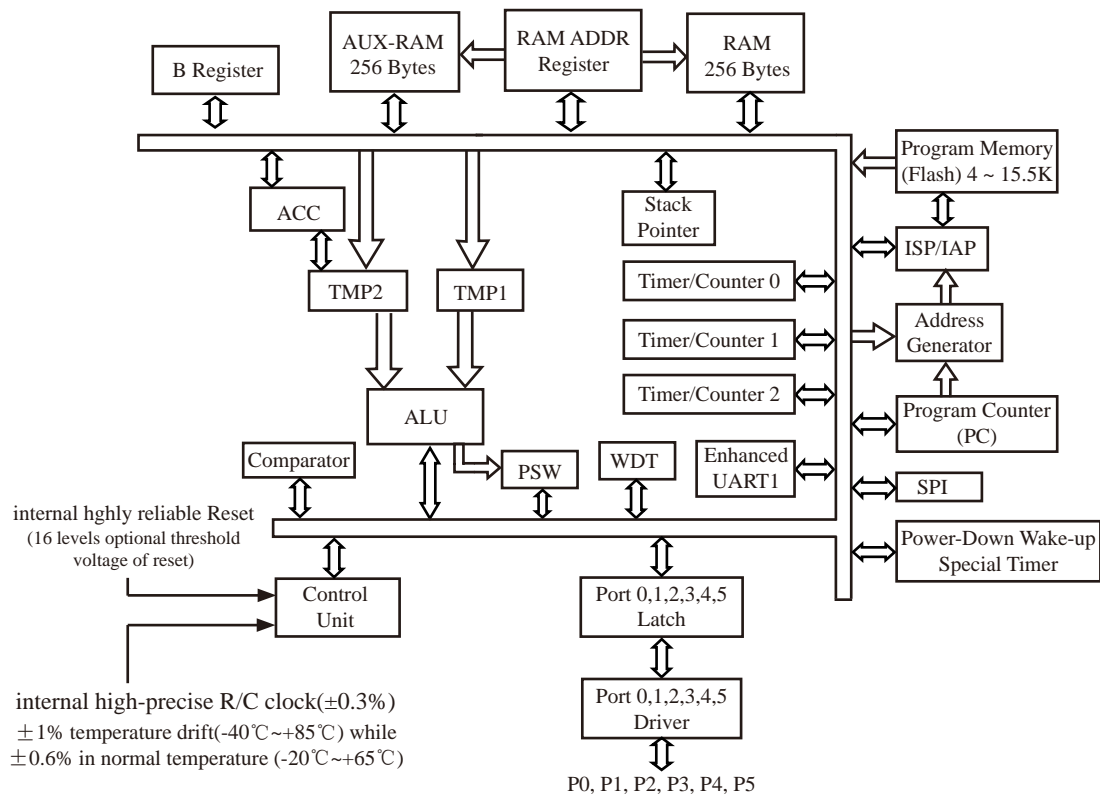 B Register
AUX-RAM
256 Bytes
RAM ADDR
Register
RAM
256 Bytes
Program Memory
(Flash) 4 ~ 15.5K
ACC
Stack
Pointer
ISP/IAP
TMP2
TMP1
Timer/Counter 0
Timer/Counter 1
Address
Generator
Timer/Counter 2
ALU
Program Counter
(PC)
Comparator
PSW
WDT
Enhanced
UART1
SPI
internal hghly reliable Reset
(16 levels optional threshold
voltage of reset)
Power-Down Wake-up
Special Timer
Control
Unit
Port 0,1,2,3,4,5
Latch
internal high-precise R/C clock(±0.3%)
±1% temperature drift(-40℃~+85℃) while
±0.6% in normal temperature (-20℃~+65℃)
Port 0,1,2,3,4,5
Driver
P0, P1, P2, P3, P4, P5